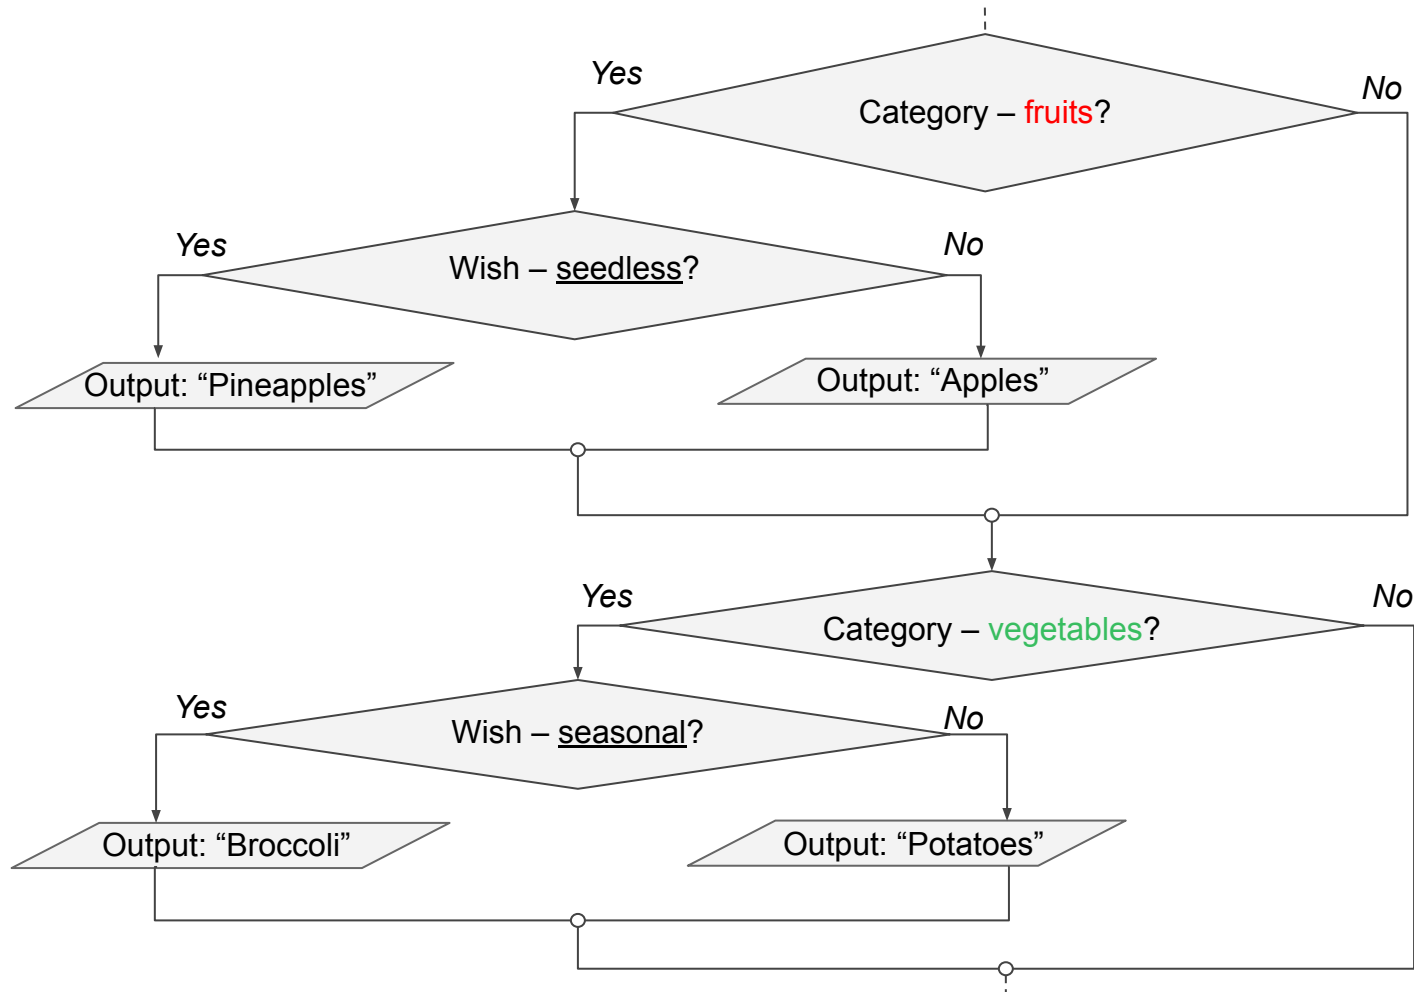 Yes
No
Category – fruits?
Yes
No
Wish – seedless?
Output: “Pineapples”
Output: “Apples”
Yes
No
Category – vegetables?
Yes
No
Wish – seasonal?
Output: “Broccoli”
Output: “Potatoes”